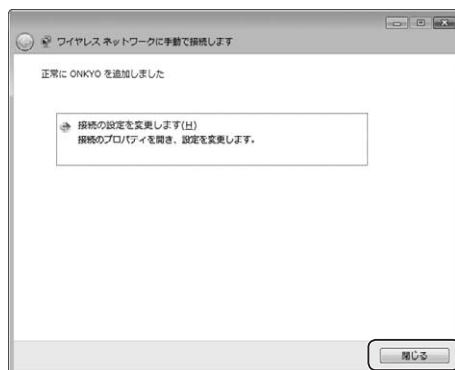 ワイヤレス ネットワークに手動で接続します
正常に ONKYO を追加しました
接続の設定を変更します(H)
接続のプロパティを開き、設定を変更します。
閉じる